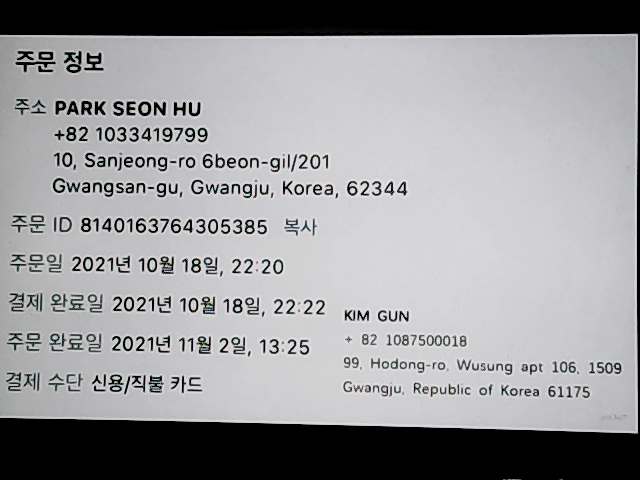 주문 정보
주소 PARK SEON HU
+82 1033419799
10, Sanjeong-ro 6beon-gil/201
Gwangsan-gu, Gwangju, Korea, 62344
주문 ID 8140163764305385 복사
주문일 2021년 10월 18일, 22:20
결제 완료일 2021년 10월 18일, 22:22
주문 완료일 2021년 11월 2일, 13:25
결제 수단 신용/직불 카드
KIM GUN
+ 82 1087500018
99, Hodong-ro, Wusung apt 106, 1509
Gwangju, Republic of Korea 61175